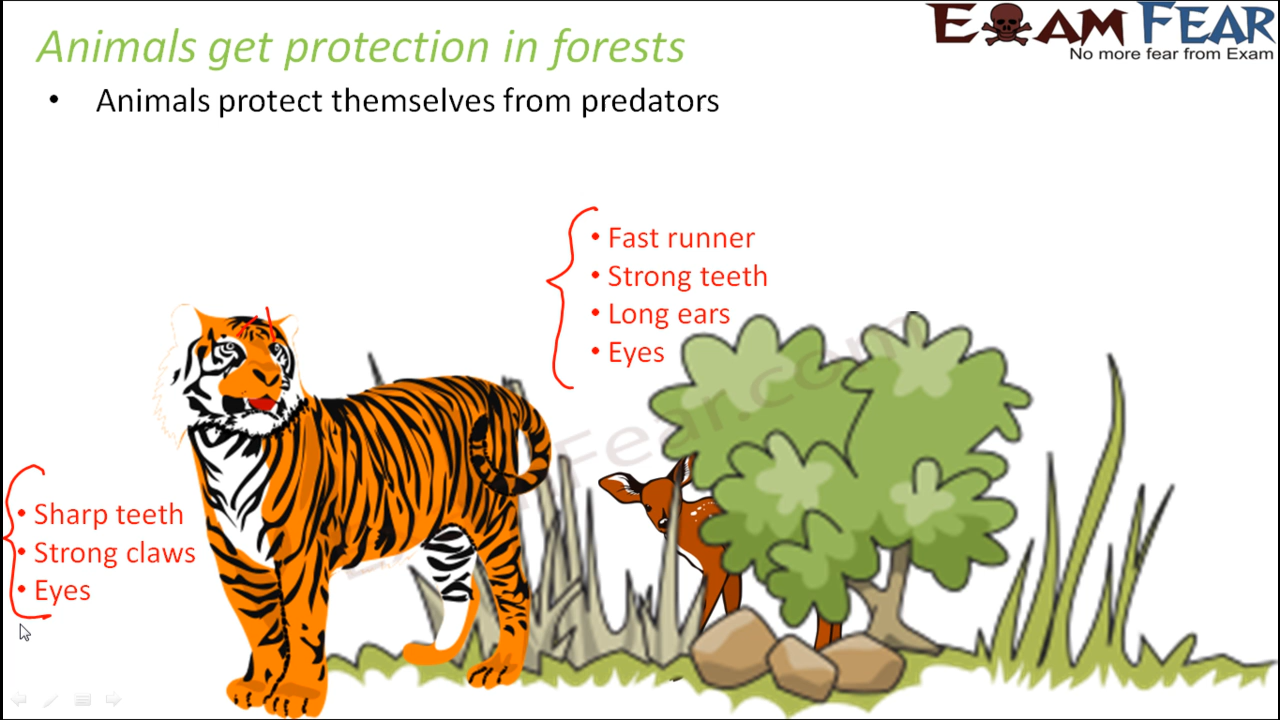 Animals get protection in forests
EXAM FEAR
No more fear from Exam
• Animals protect themselves from predators
• Fast runner
• Strong teeth
• Long ears
• Eyes
• Sharp teeth
• Strong claws
• Eyes